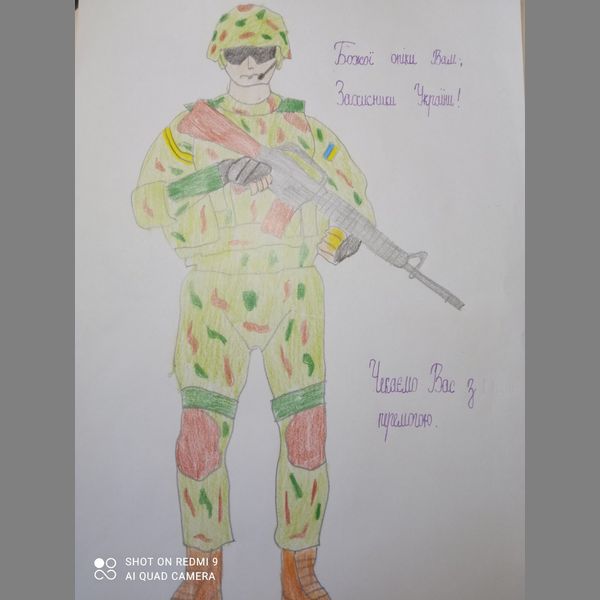 Божої опіки Вам,
Захисники України!
Чекаємо Вас з
перемогою.
SHOT ON REDMI 9
AI QUAD CAMERA